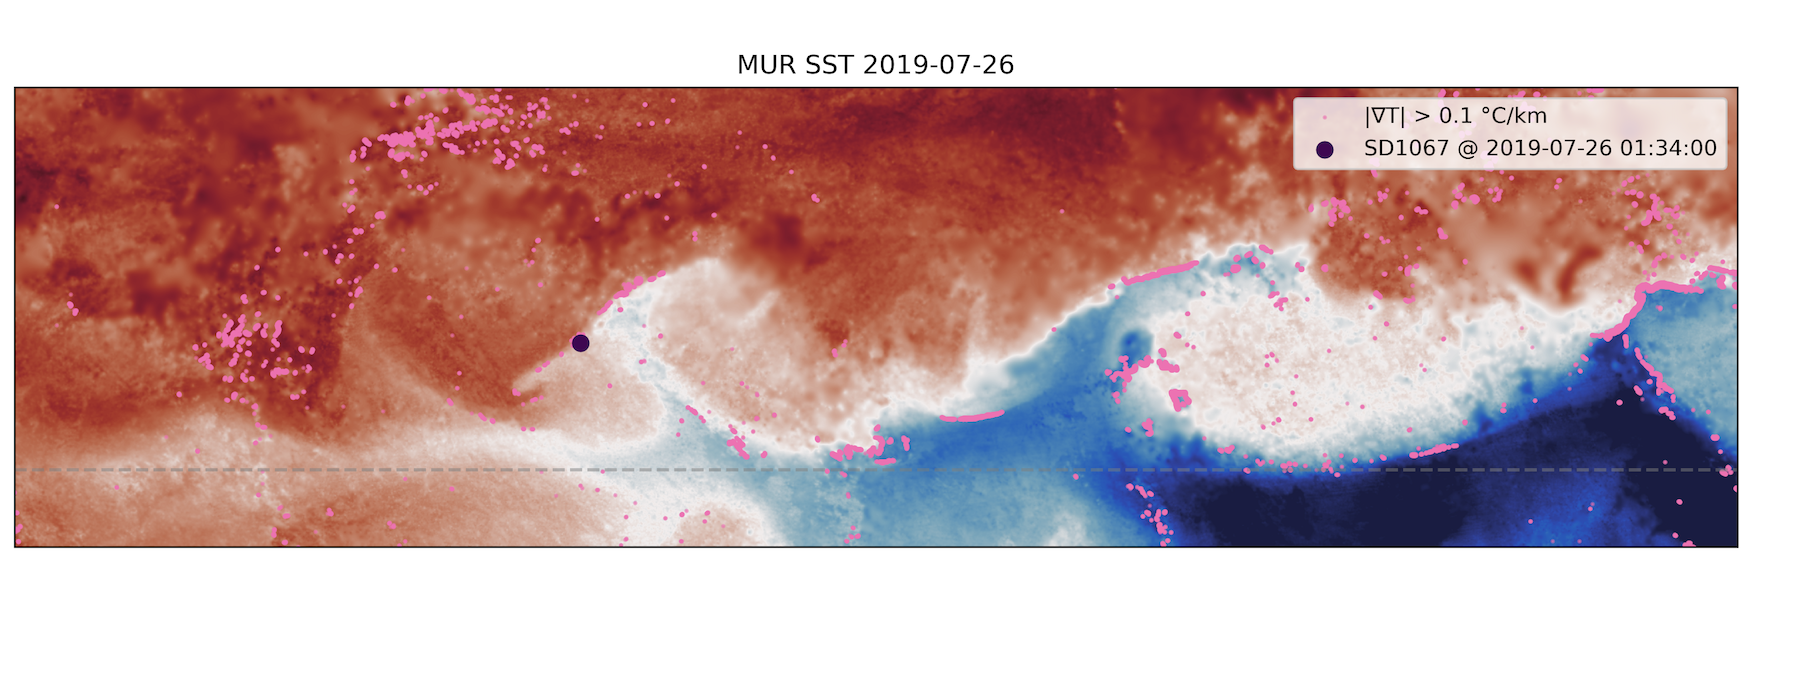 MUR SST 2019-07-26
|∇T| > 0.1 °C/km
SD1067 @ 2019-07-26 01:34:00